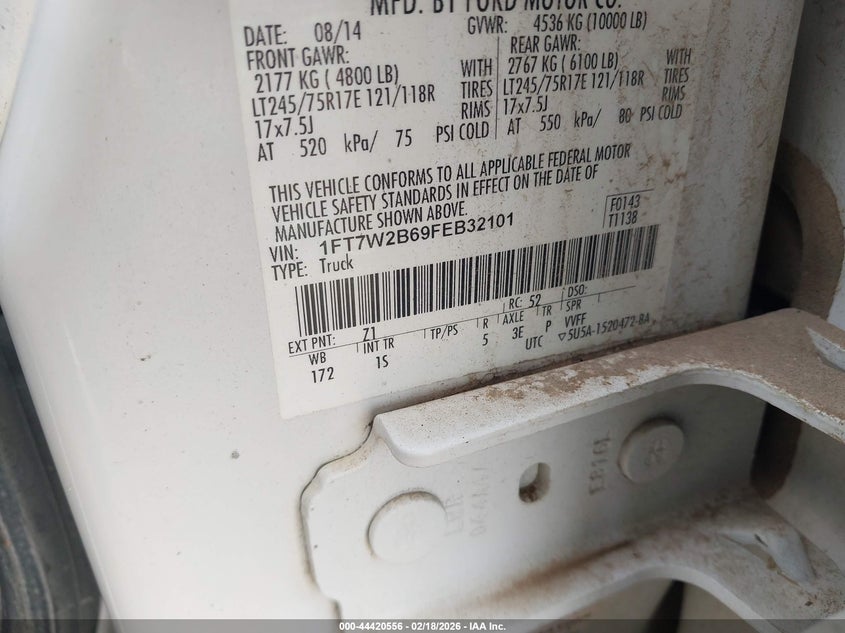 MFD. BY FORD MOTOR CO.
DATE: 08/14
GVWR: 4536 KG (10000 LB)
FRONT GAWR:
2177 KG ( 4800 LB)
WITH
LT245/75R17E 121/118R
TIRES
17x7.5J
RIMS
AT 520 kPa/ 75 PSI COLD
REAR GAWR:
2767 KG ( 6100 LB)
WITH
LT245/75R17E 121/118R
TIRES
17x7.5J
RIMS
AT 550 kPa/ 80 PSI COLD
THIS VEHICLE CONFORMS TO ALL APPLICABLE FEDERAL MOTOR
VEHICLE SAFETY STANDARDS IN EFFECT ON THE DATE OF
MANUFACTURE SHOWN ABOVE.
F0143
T1138
VIN: 1FT7W2B69FEB32101
TYPE: Truck
EXT PNT: Z1
RC: 52
DSO:
WB
INT TR
TP/PS
R
AXLE
TR
SPR
172
1S
5
3E
P
VVFF
UTC
▽5U5A-1520472-BA
000-44420556 - 02/18/2026 - IAA Inc.